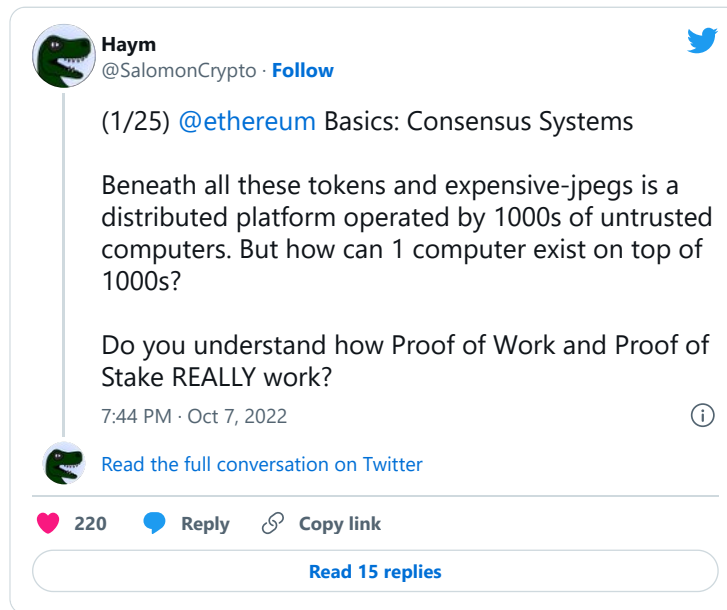 Haym
@SalomonCrypto · Follow
(1/25) @ethereum Basics: Consensus Systems
Beneath all these tokens and expensive-jpegs is a
distributed platform operated by 1000s of untrusted
computers. But how can 1 computer exist on top of
1000s?
Do you understand how Proof of Work and Proof of
Stake REALLY work?
7:44 PM · Oct 7, 2022
Read the full conversation on Twitter
220 Reply Copy link
Read 15 replies